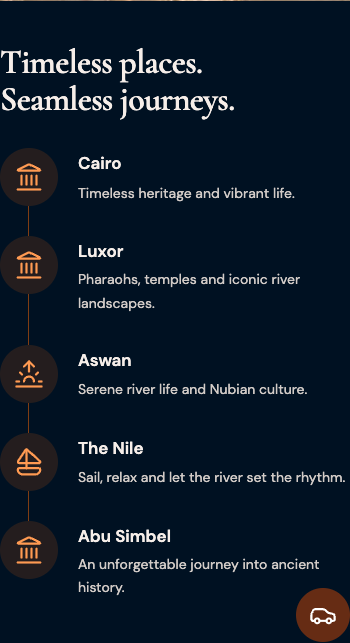 Timeless places.
Seamless journeys.
Cairo
Timeless heritage and vibrant life.
Luxor
Pharaohs, temples and iconic river
landscapes.
Aswan
Serene river life and Nubian culture.
The Nile
Sail, relax and let the river set the rhythm.
Abu Simbel
An unforgettable journey into ancient
history.